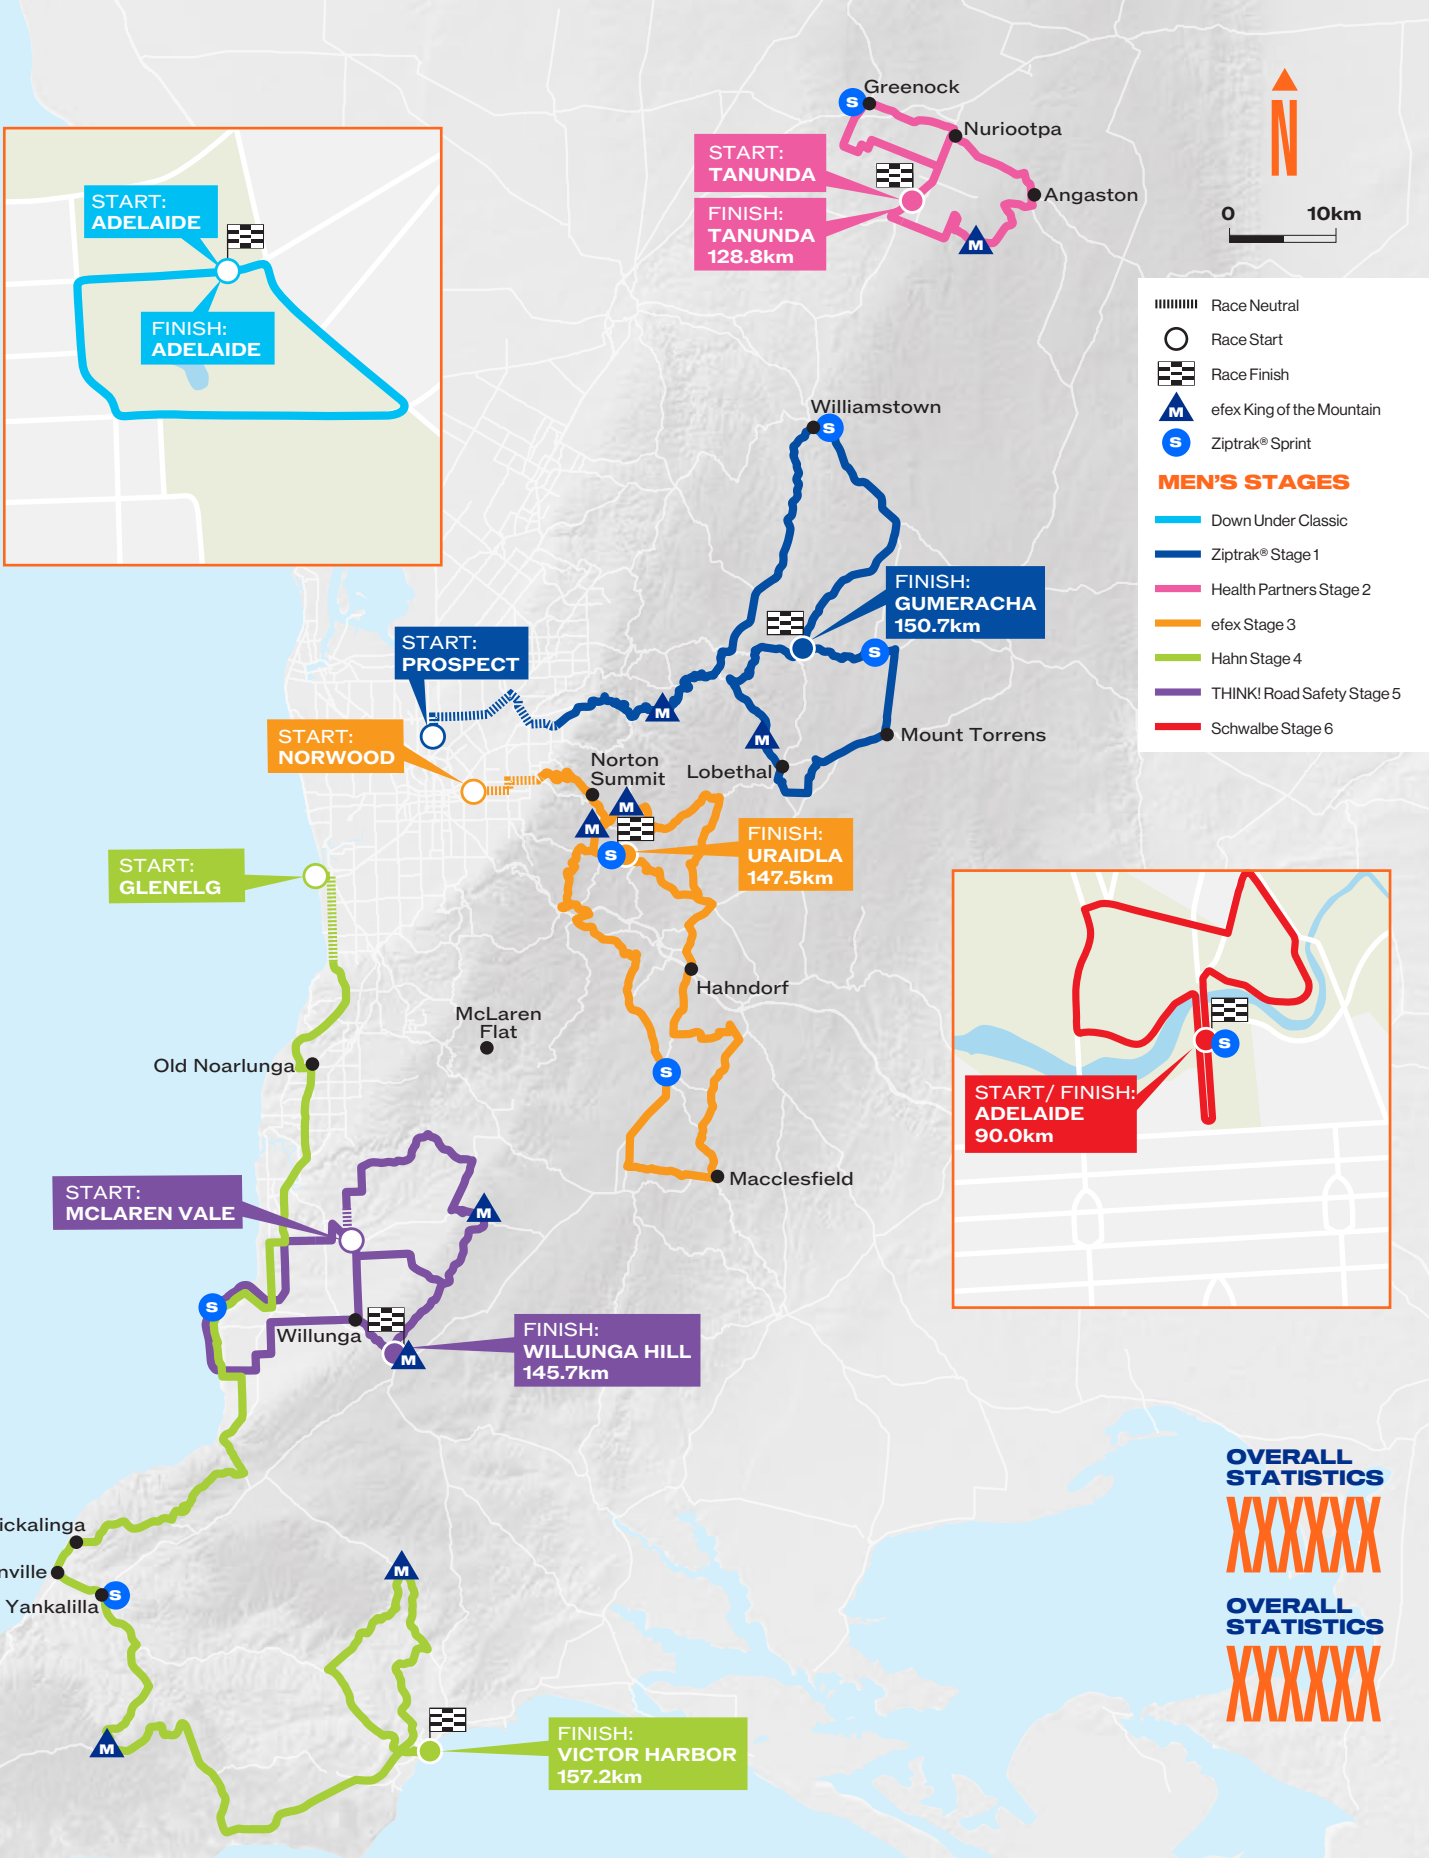 Greenock
Nuriootpa
Angaston
START:
TANUNDA
FINISH:
TANUNDA
128.8km
N
0 10km
START:
ADELAIDE
FINISH:
ADELAIDE
Race Neutral
Race Start
Race Finish
M efex King of the Mountain
S Ziptrak® Sprint
MEN'S STAGES
Down Under Classic
Ziptrak® Stage 1
Health Partners Stage 2
efex Stage 3
Hahn Stage 4
THINK! Road Safety Stage 5
Schwalbe Stage 6
S
M
Williamstown
S
FINISH:
GUMERACHA
150.7km
S
START:
PROSPECT
M
M
Mount Torrens
Lobethal
START:
NORWOOD
Norton
Summit
M
M
S
FINISH:
URAIDLA
147.5km
START:
GLENELG
Hahndorf
McLaren
Flat
Old Noarlunga
S
Macclesfield
S
START/ FINISH:
ADELAIDE
90.0km
START:
MCLAREN VALE
M
S
Willunga
M
FINISH:
WILLUNGA HILL
145.7km
ickalinga
nville
Yankalilla
S
M
M
FINISH:
VICTOR HARBOR
157.2km
OVERALL
STATISTICS
XXXXXX
OVERALL
STATISTICS
XXXXXX